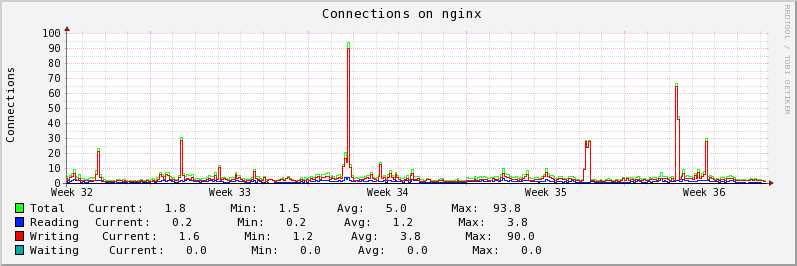 Connections on nginx
RRDTOOL / TOBI OETIKER
Connections
100
90
80
70
60
50
40
30
20
10
0
Week 32 Week 33 Week 34 Week 35 Week 36
Total Current: 1.8 Min: 1.5 Avg: 5.0 Max: 93.8
Reading Current: 0.2 Min: 0.2 Avg: 1.2 Max: 3.8
Writing Current: 1.6 Min: 1.2 Avg: 3.8 Max: 90.0
Waiting Current: 0.0 Min: 0.0 Avg: 0.0 Max: 0.0